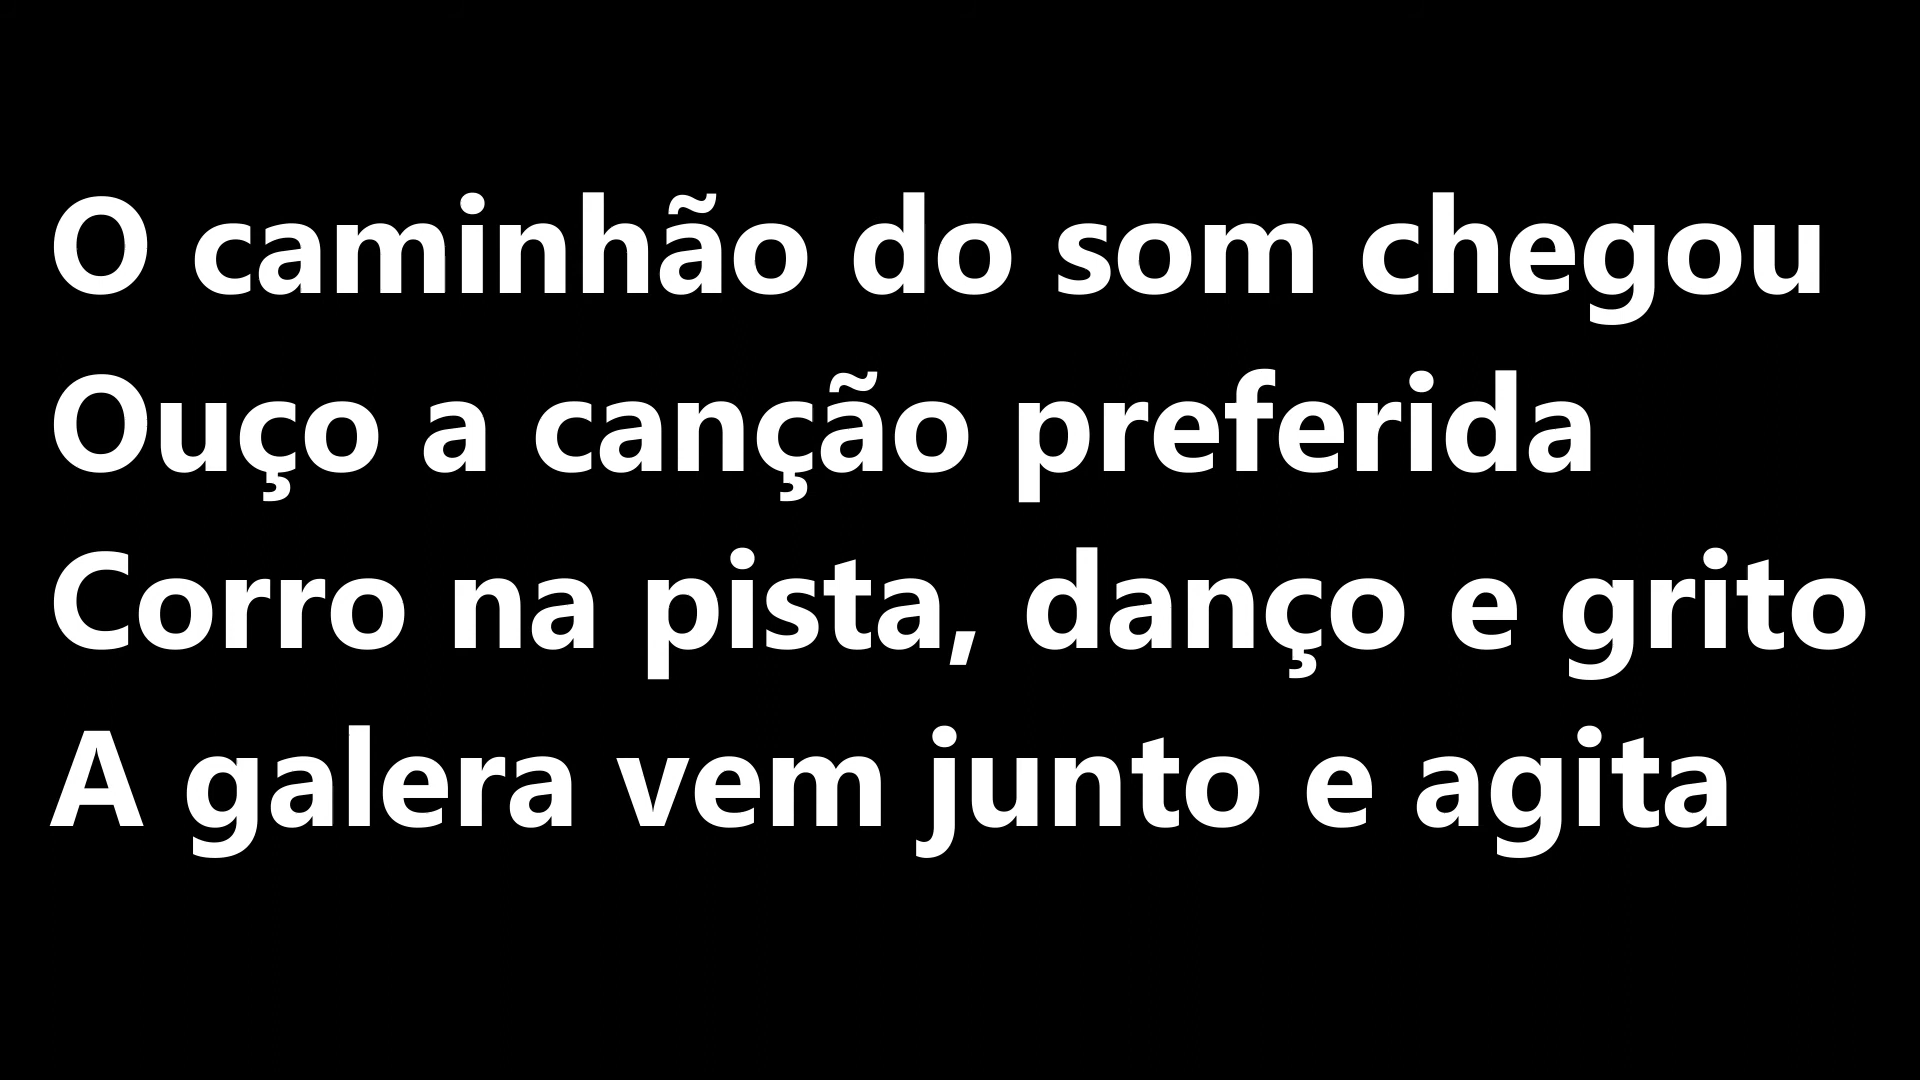 O caminhão do som chegou
Ouço a canção preferida
Corro na pista, danço e grito
A galera vem junto e agita